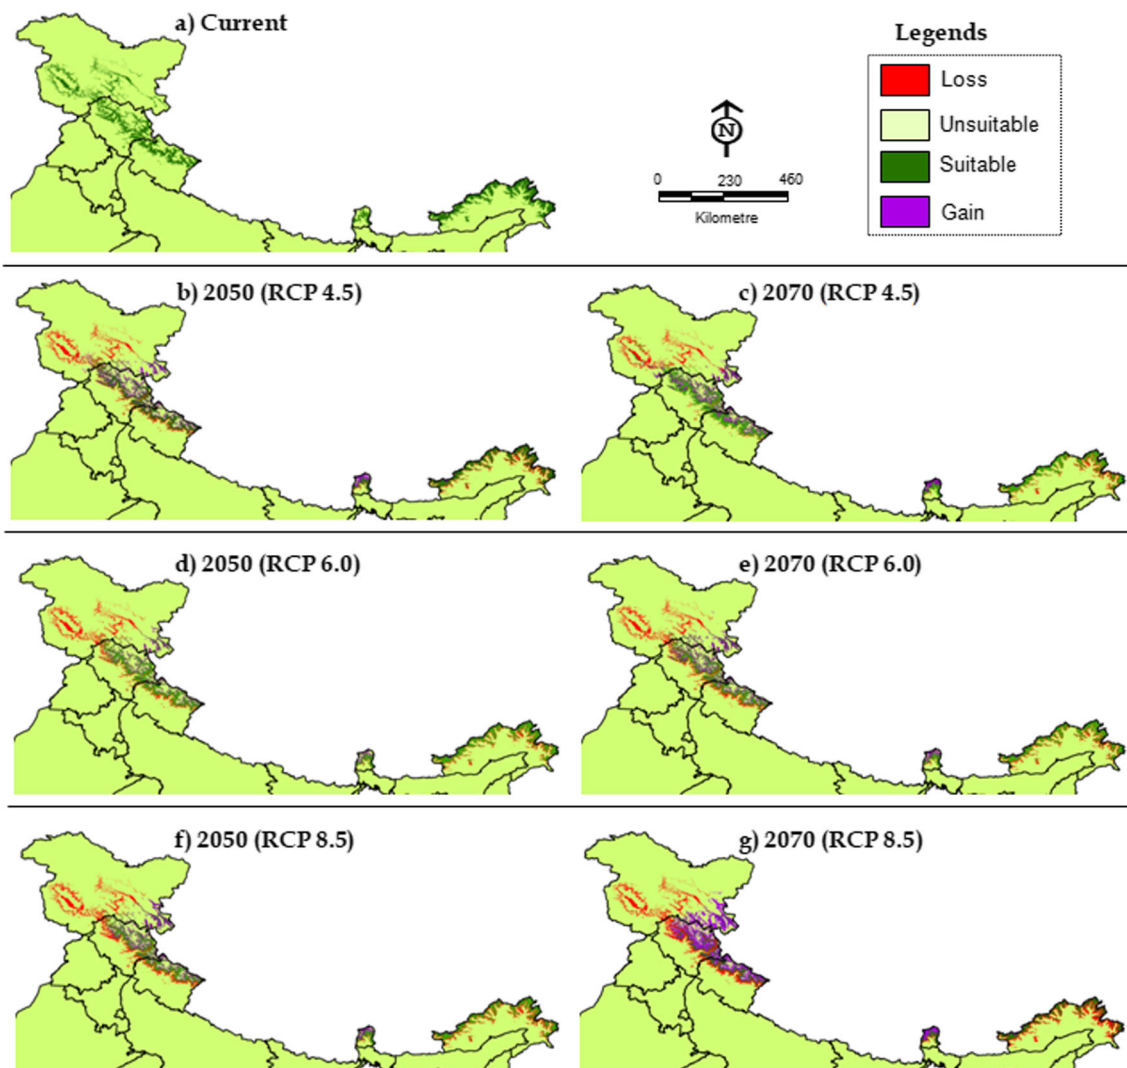 a) Current
Legends
Loss
Unsuitable
Suitable
Gain
N
0 230 460
Kilometre
b) 2050 (RCP 4.5)
c) 2070 (RCP 4.5)
d) 2050 (RCP 6.0)
e) 2070 (RCP 6.0)
f) 2050 (RCP 8.5)
g) 2070 (RCP 8.5)